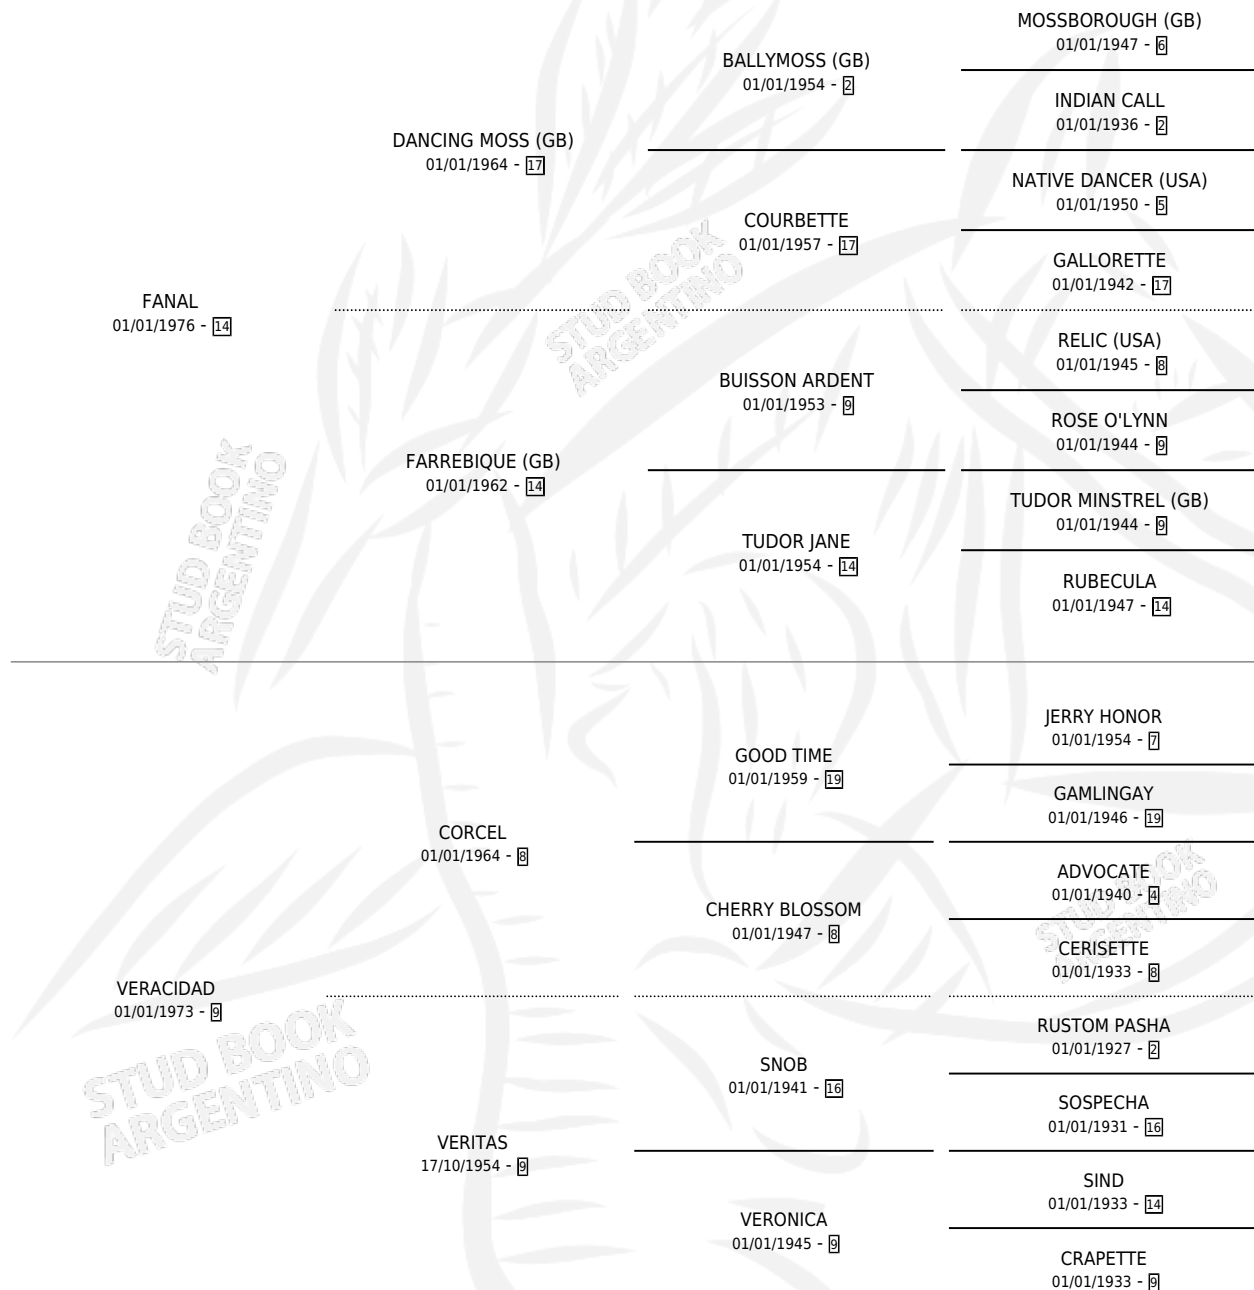 MOSSBOROUGH (GB)
01/01/1947 - 6
BALLYMOSS (GB)
01/01/1954 - 2
INDIAN CALL
01/01/1936 - 2
DANCING MOSS (GB)
01/01/1964 - 17
NATIVE DANCER (USA)
01/01/1950 - 5
COURBETTE
01/01/1957 - 17
GALLORETTE
01/01/1942 - 17
FANAL
01/01/1976 - 14
STUD BOOK
ARGENTINO
RELIC (USA)
01/01/1945 - 8
BUISSON ARDENT
01/01/1953 - 9
ROSE O'LYNN
01/01/1944 - 9
FARREBIQUE (GB)
01/01/1962 - 14
TUDOR MINSTREL (GB)
01/01/1944 - 9
TUDOR JANE
01/01/1954 - 14
RUBECULA
01/01/1947 - 14
STUD BOOK
ARGENTINO
JERRY HONOR
01/01/1954 - 7
GOOD TIME
01/01/1959 - 19
GAMLINGAY
01/01/1946 - 19
CORCEL
01/01/1964 - 8
ADVOCATE
01/01/1940 - 4
CHERRY BLOSSOM
01/01/1947 - 8
STUD BOOK
ARGENTINO
CERISETTE
01/01/1933 - 8
VERACIDAD
01/01/1973 - 9
RUSTOM PASHA
01/01/1927 - 2
SNOB
01/01/1941 - 16
SOSPECHA
01/01/1931 - 16
STUD BOOK
ARGENTINO
VERITAS
17/10/1954 - 9
SIND
01/01/1933 - 14
VERONICA
01/01/1945 - 9
CRAPETTE
01/01/1933 - 9